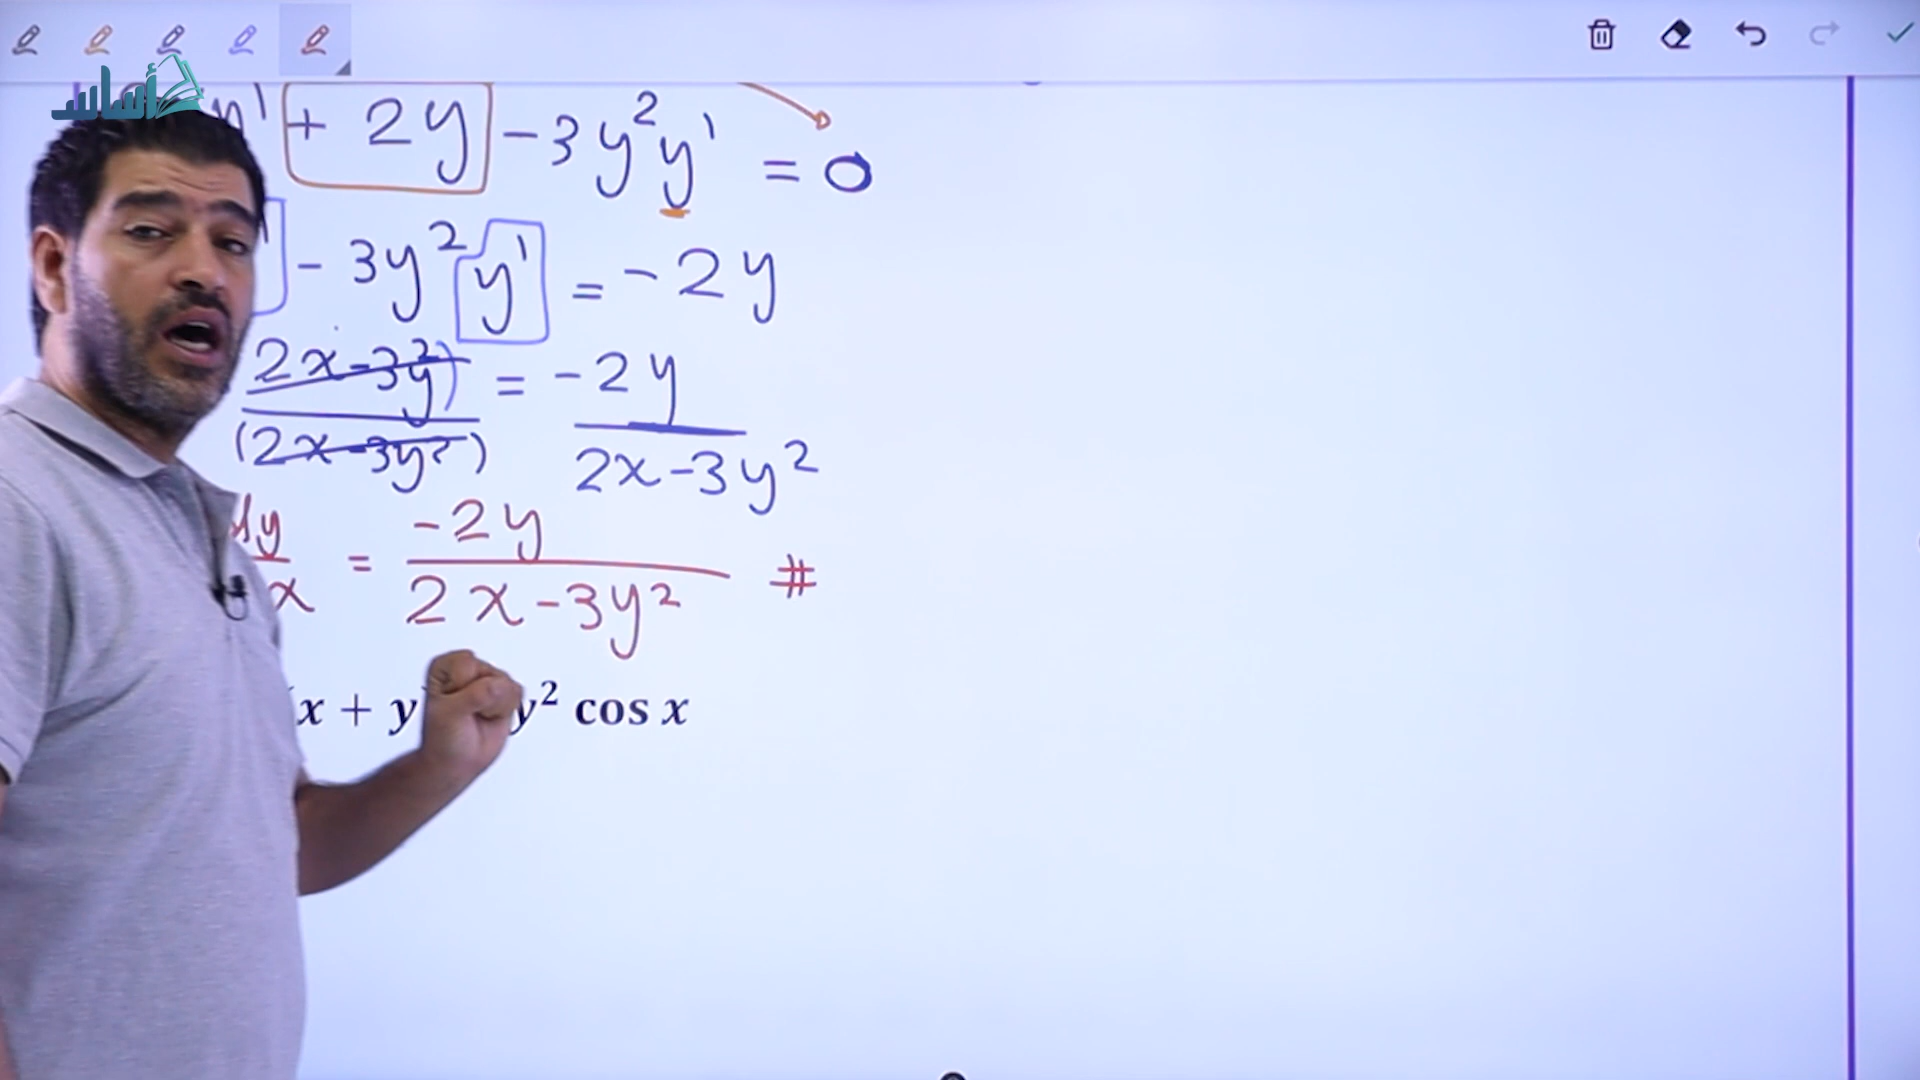 أساس
y' + 2y - 3y²y' = 0
- 3y² y' = -2y
2x - 3y²) / (2x - 3y²) = -2y / 2x - 3y²
dy/x = -2y / 2x - 3y² #
x + y y² cos x